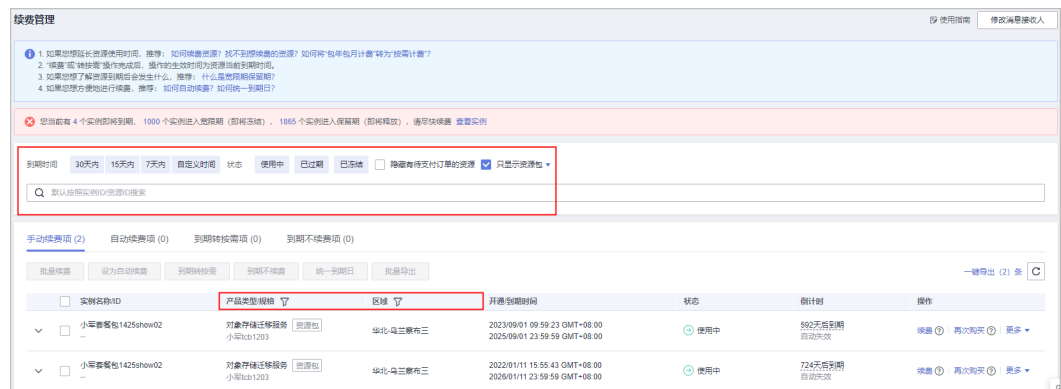 续费管理 使用指南 修改消息接收人
1. 如果您想延长资源使用时间，推荐： 如何续费资源？找不到想续费的资源？如何将“包年包月计费”转为“按需计费”？
2. “续费”或“转按需”操作完成后，操作的生效时间为资源当前到期时间。
3. 如果您想了解资源到期后会发生什么，推荐： 什么是宽限期保留期？
4. 如果您想方便地进行续费，推荐： 如何自动续费？如何统一到期日？
您当前有 4 个实例即将到期， 1000 个实例进入宽限期（即将冻结）， 1865 个实例进入保留期（即将释放），请尽快续费 查看实例
到期时间 30天内 15天内 7天内 自定义时间 状态 使用中 已过期 已冻结 隐藏有待支付订单的资源 只显示资源包
默认按照实例ID/资源ID搜索
手动续费项 (2) 自动续费项 (0) 到期转按需项 (0) 到期不续费项 (0)
批量续费 设为自动续费 到期转按需 到期不续费 统一到期日 批量导出 一键导出（2）条
实例名称/ID 产品类型/规格 区域 开通/到期时间 状态 倒计时 操作
小军套餐包1425show02 对象存储迁移服务 资源包 华北-乌兰察布三 2023/09/01 09:59:23 GMT+08:00 使用中 592天后到期 续费 再次购买 更多
-- 小军tcb1203 2025/09/01 23:59:59 GMT+08:00 自动失效
小军套餐包1425show02 对象存储迁移服务 资源包 华北-乌兰察布三 2022/01/11 15:55:43 GMT+08:00 使用中 724天后到期 续费 再次购买 更多
-- 小军tcb1203 2026/01/11 23:59:59 GMT+08:00 自动失效